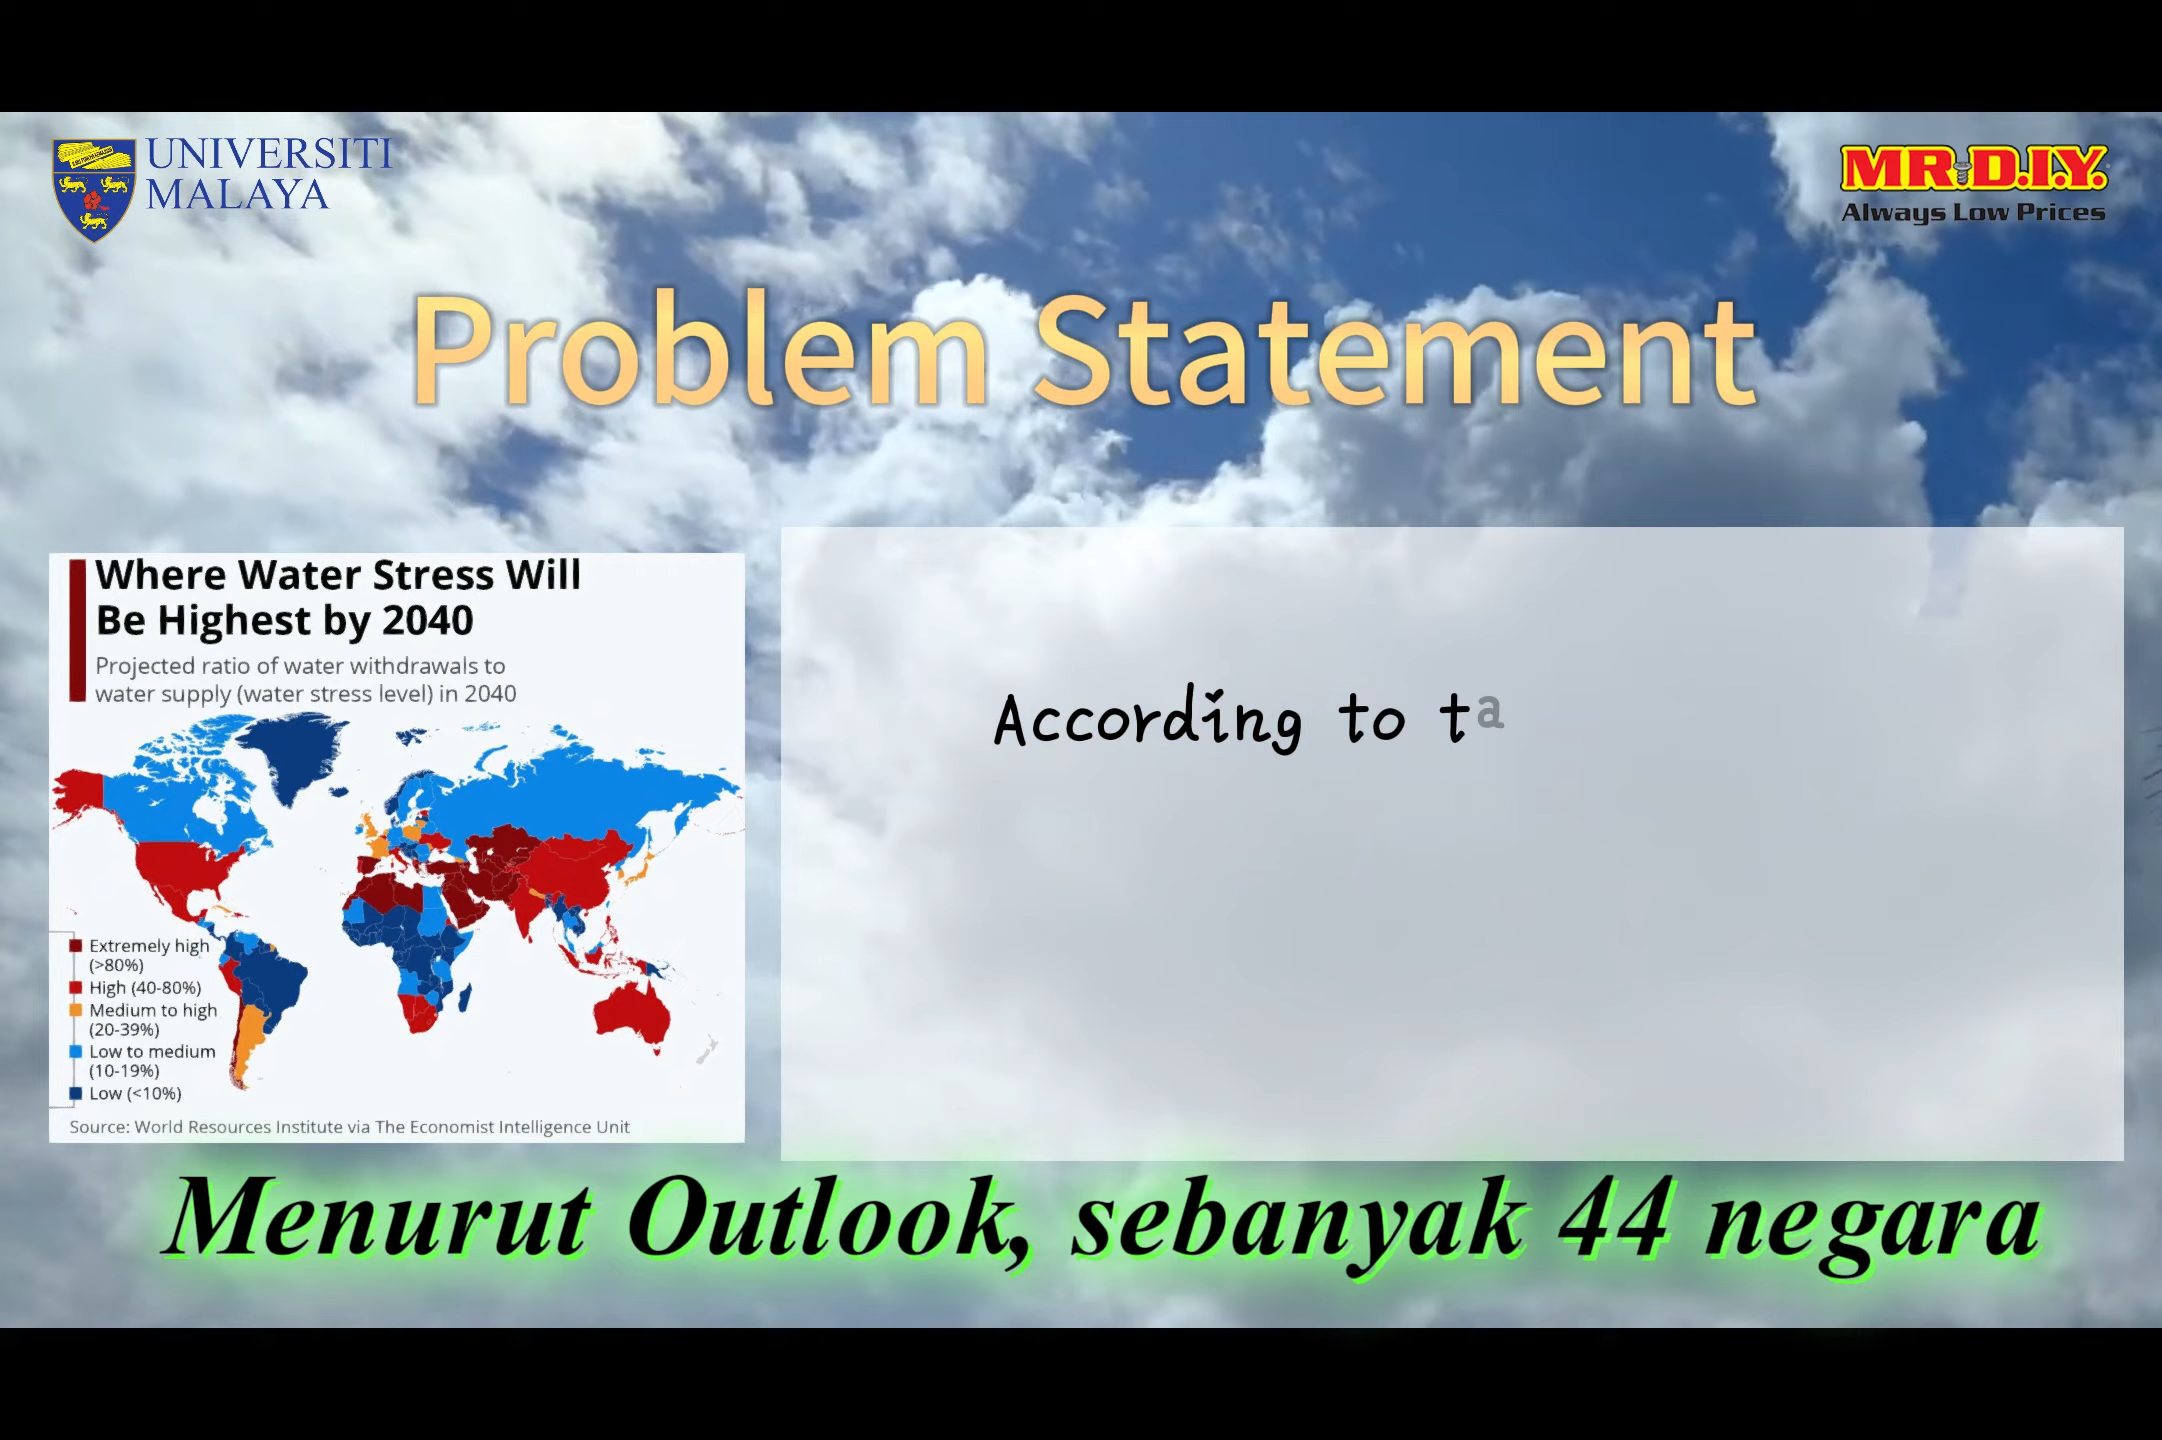 UNIVERSITI
MALAYA
MR.D.I.Y.
Always Low Prices
Problem Statement
Where Water Stress Will
Be Highest by 2040
Projected ratio of water withdrawals to
water supply (water stress level) in 2040
Extremely high
(>80%)
High (40-80%)
Medium to high
(20-39%)
Low to medium
(10-19%)
Low (<10%)
Source: World Resources Institute via The Economist Intelligence Unit
According to ta
Menurut Outlook, sebanyak 44 negara